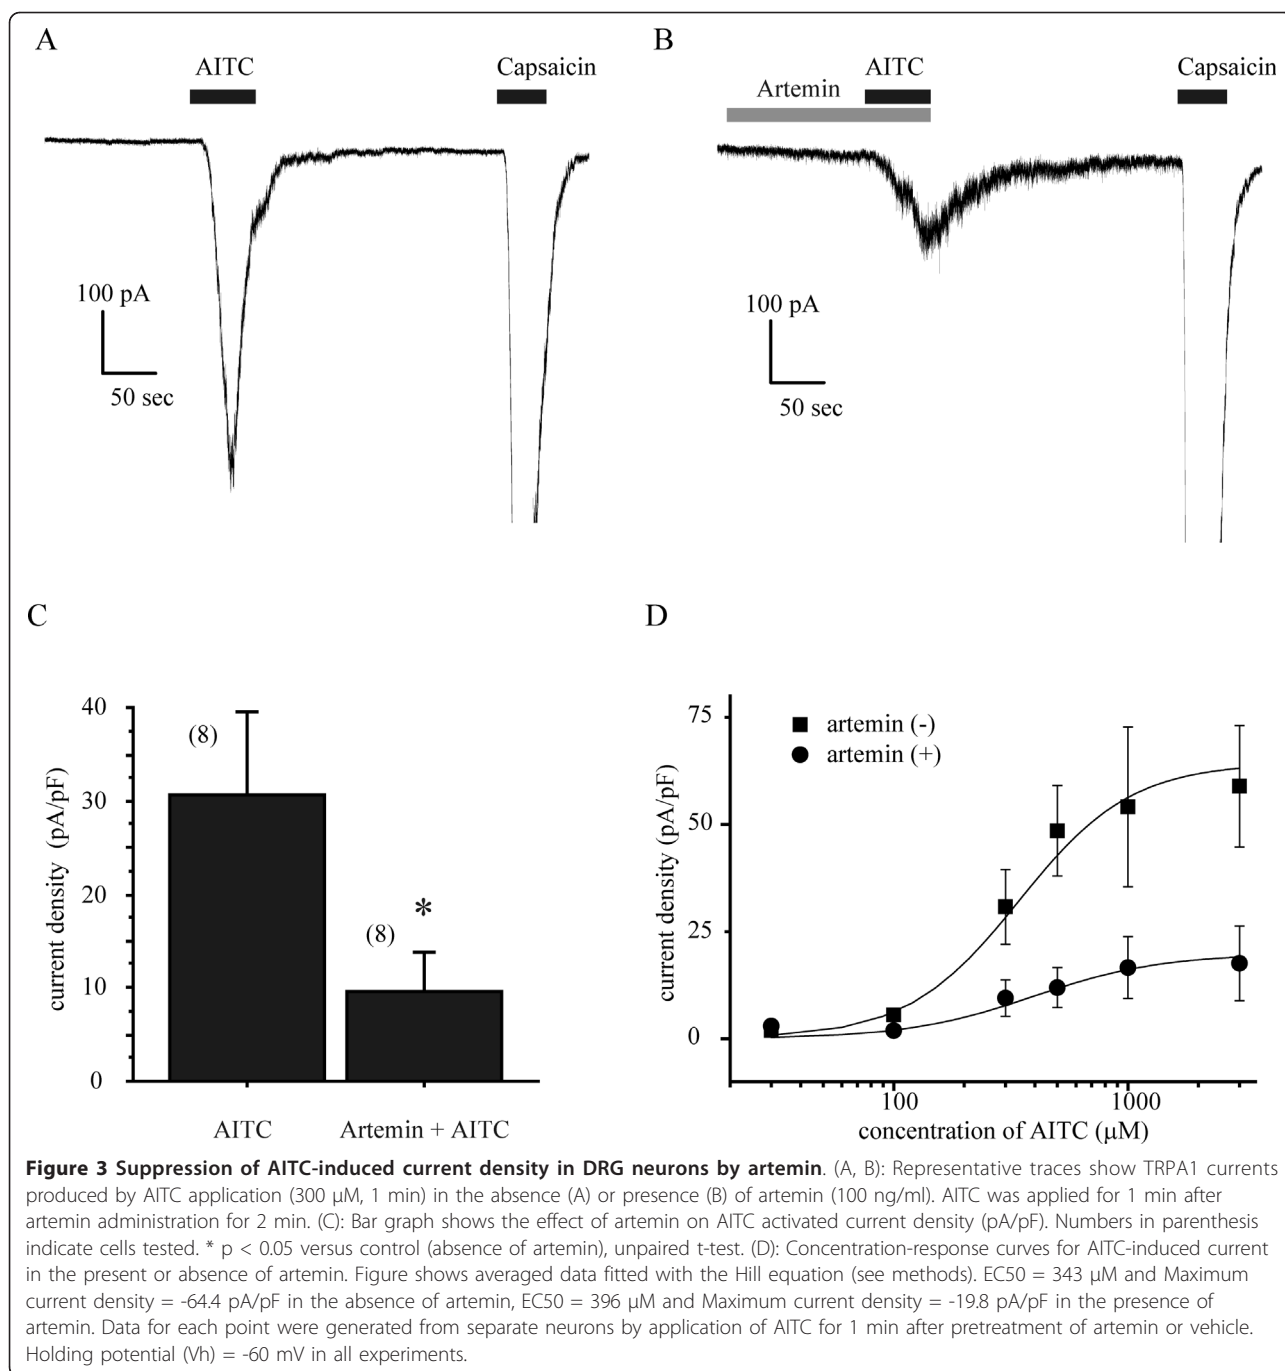 A
AITC
Capsaicin
100 pA
50 sec
B
AITC
Capsaicin
Artemin
100 pA
50 sec
C
40
30
20
10
0
current density (pA/pF)
(8)
(8)
*
AITC
Artemin + AITC
D
75
50
25
0
current density (pA/pF)
artemin (-)
artemin (+)
100
1000
concentration of AITC (μM)
Figure 3 Suppression of AITC-induced current density in DRG neurons by artemin. (A, B): Representative traces show TRPA1 currents
produced by AITC application (300 μM, 1 min) in the absence (A) or presence (B) of artemin (100 ng/ml). AITC was applied for 1 min after
artemin administration for 2 min. (C): Bar graph shows the effect of artemin on AITC activated current density (pA/pF). Numbers in parenthesis
indicate cells tested. * p < 0.05 versus control (absence of artemin), unpaired t-test. (D): Concentration-response curves for AITC-induced current
in the present or absence of artemin. Figure shows averaged data fitted with the Hill equation (see methods). EC50 = 343 μM and Maximum
current density = -64.4 pA/pF in the absence of artemin, EC50 = 396 μM and Maximum current density = -19.8 pA/pF in the presence of
artemin. Data for each point were generated from separate neurons by application of AITC for 1 min after pretreatment of artemin or vehicle.
Holding potential (Vh) = -60 mV in all experiments.